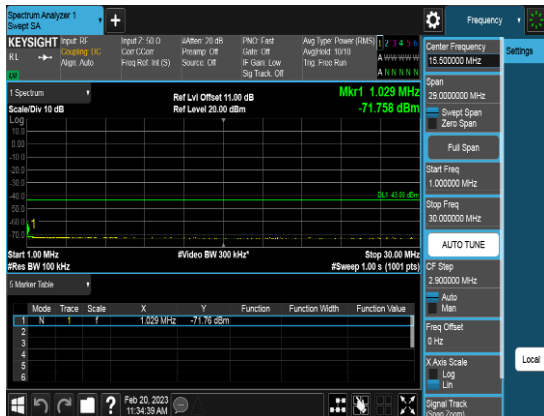 Spectrum Analyzer 1
Swept SA
Frequency
KEYSIGHT
RL
Input: RF
Coupling: DC
Align: Auto
Input Z: 50 Ω
Corr CCorr
Freq Ref: Int (S)
#Atten: 20 dB
Preamp: Off
Source: Off
PNO: Fast
Gate: Off
IF Gain: Low
Sig Track: Off
Avg Type: Power (RMS)
Avg|Hold: 10/10
Trig: Free Run
1 2 3 4 5 6
A W W W W W
A N N N N N
1 Spectrum
Scale/Div 10 dB
Ref Lvl Offset 11.00 dB
Ref Level 20.00 dBm
Mkr1 1.029 MHz
-71.758 dBm
Log
10.0
0.00
-10.0
-20.0
-30.0
-40.0
-50.0
-60.0
-70.0
DL1 -43.00 dBm
1
Start 1.00 MHz
#Res BW 100 kHz
#Video BW 300 kHz*
Stop 30.00 MHz
#Sweep 1.00 s (1001 pts)
5 Marker Table
Mode Trace Scale X Y Function Function Width Function Value
1 N 1 f 1.029 MHz -71.76 dBm
2
3
4
5
6
Feb 20, 2023
11:34:39 AM
Center Frequency
15.500000 MHz
Span
29.0000000 MHz
Swept Span
Zero Span
Full Span
Start Freq
1.000000 MHz
Stop Freq
30.000000 MHz
AUTO TUNE
CF Step
2.900000 MHz
Auto
Man
Freq Offset
0 Hz
X Axis Scale
Log
Lin
Signal Track
(Span Zoom)
Settings
Local